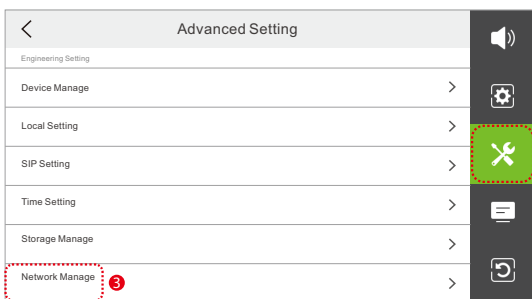 Advanced Setting
Engineering Setting
Device Manage
Local Setting
SIP Setting
Time Setting
Storage Manage
Network Manage
3